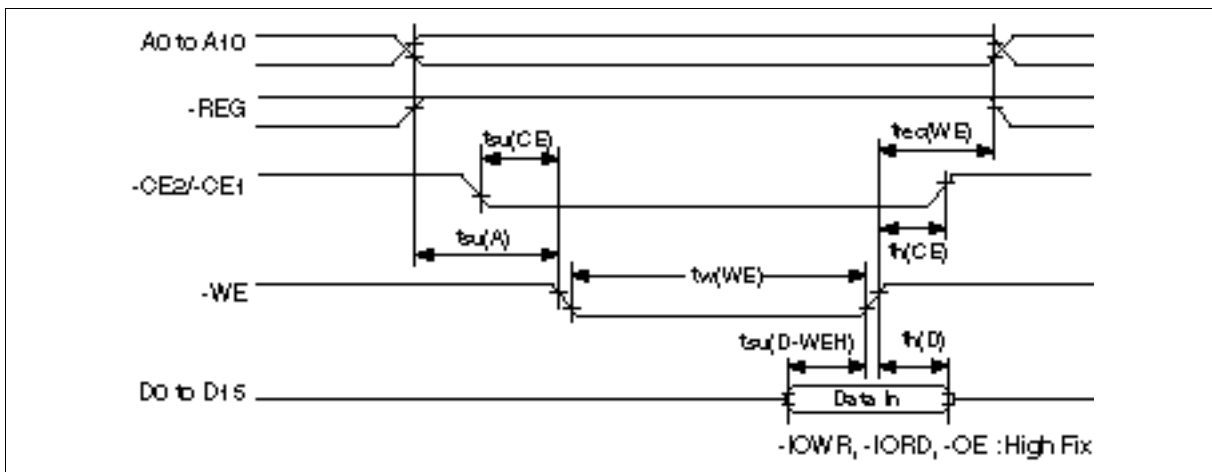 A0 to A10
-REG
tsu(CE)
trec(WE)
-CE2/-CE1
tsu(A)
th(CE)
tw(WE)
-WE
tsu(D-WEH)
th(D)
D0 to D15
Data In
-IOWR, -IORD, -OE : High Fix